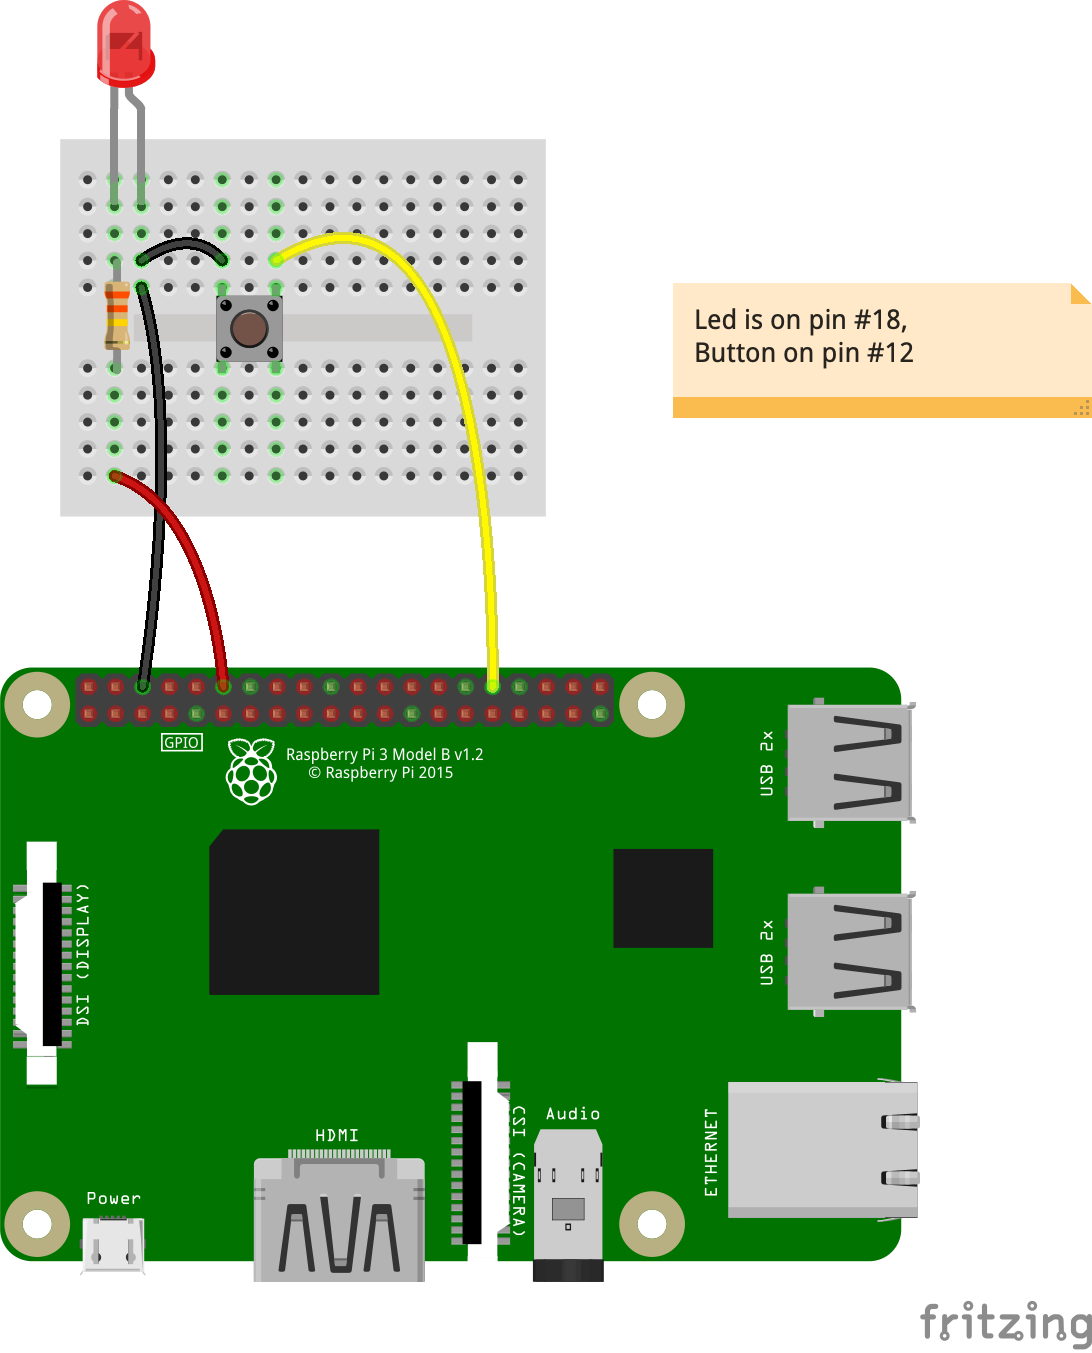 Led is on pin #18,
Button on pin #12
GPIO
Raspberry Pi 3 Model B v1.2
© Raspberry Pi 2015
USB 2x
DSI (DISPLAY)
USB 2x
CSI (CAMERA)
Audio
ETHERNET
HDMI
Power
fritzing